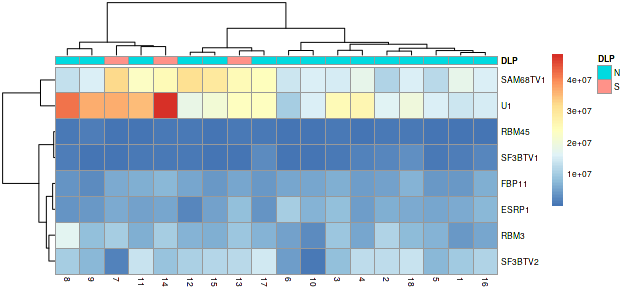 DLP
DLP
SAM68TV1
4e+07
N
S
U1
3e+07
RBM45
2e+07
SF3BTV1
1e+07
FBP11
ESRP1
RBM3
SF3BTV2
8 9 7 11 14 12 15 13 17 6 10 3 4 2 18 5 1 16